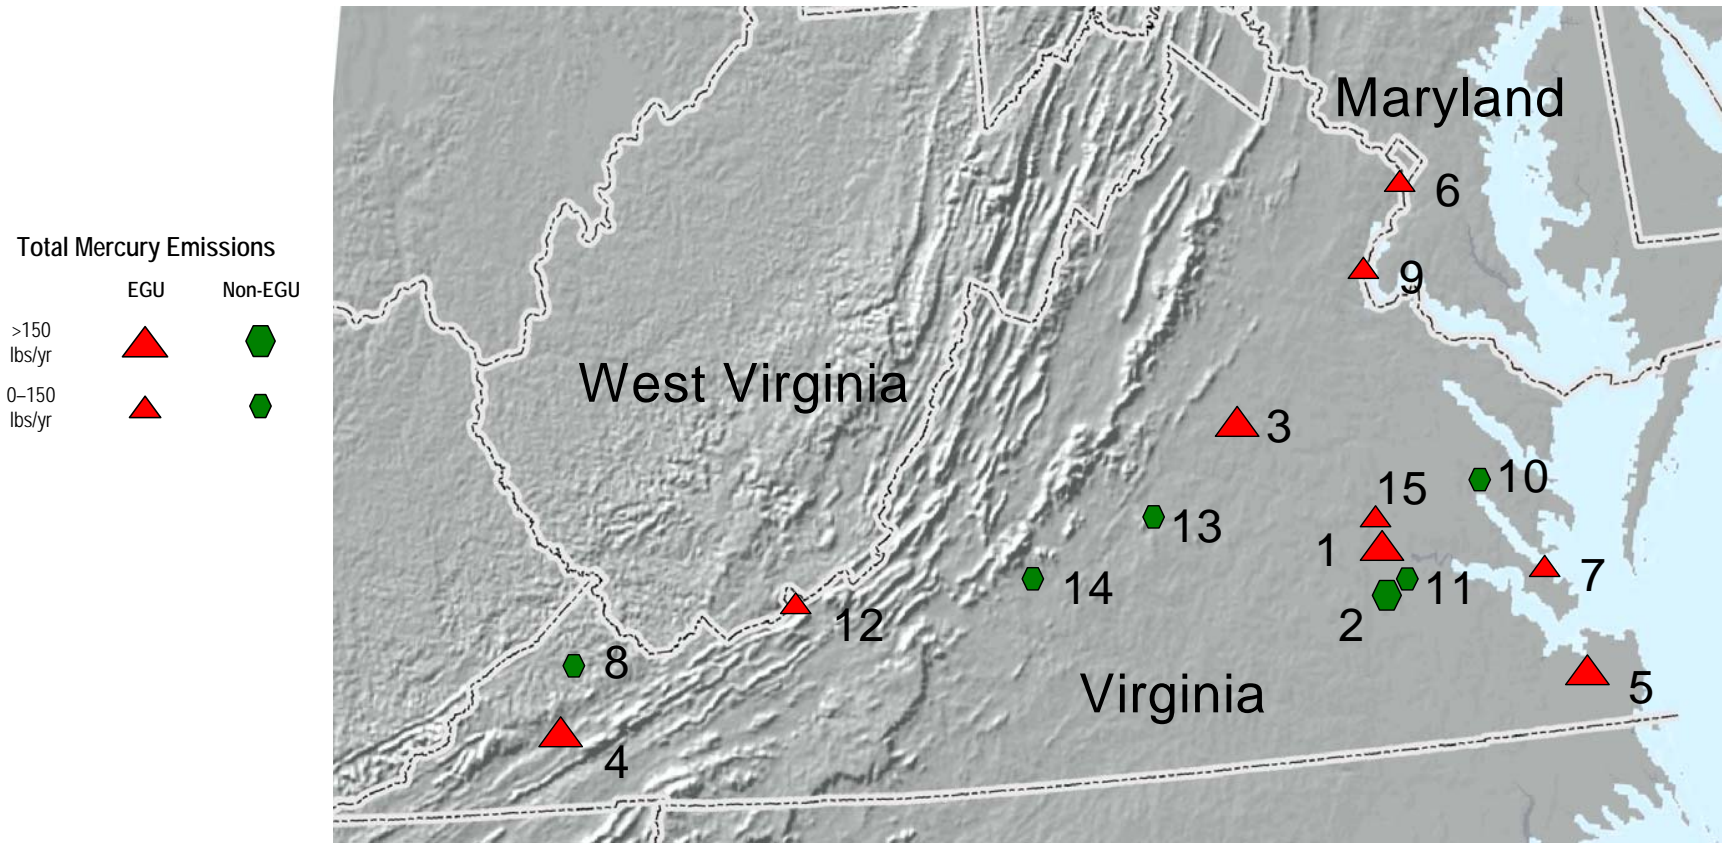 Total Mercury Emissions
EGU Non-EGU
>150
lbs/yr
0–150
lbs/yr
Maryland
6
9
West Virginia
3
10
15
13
1
7
14
11
12
2
8
Virginia
5
4